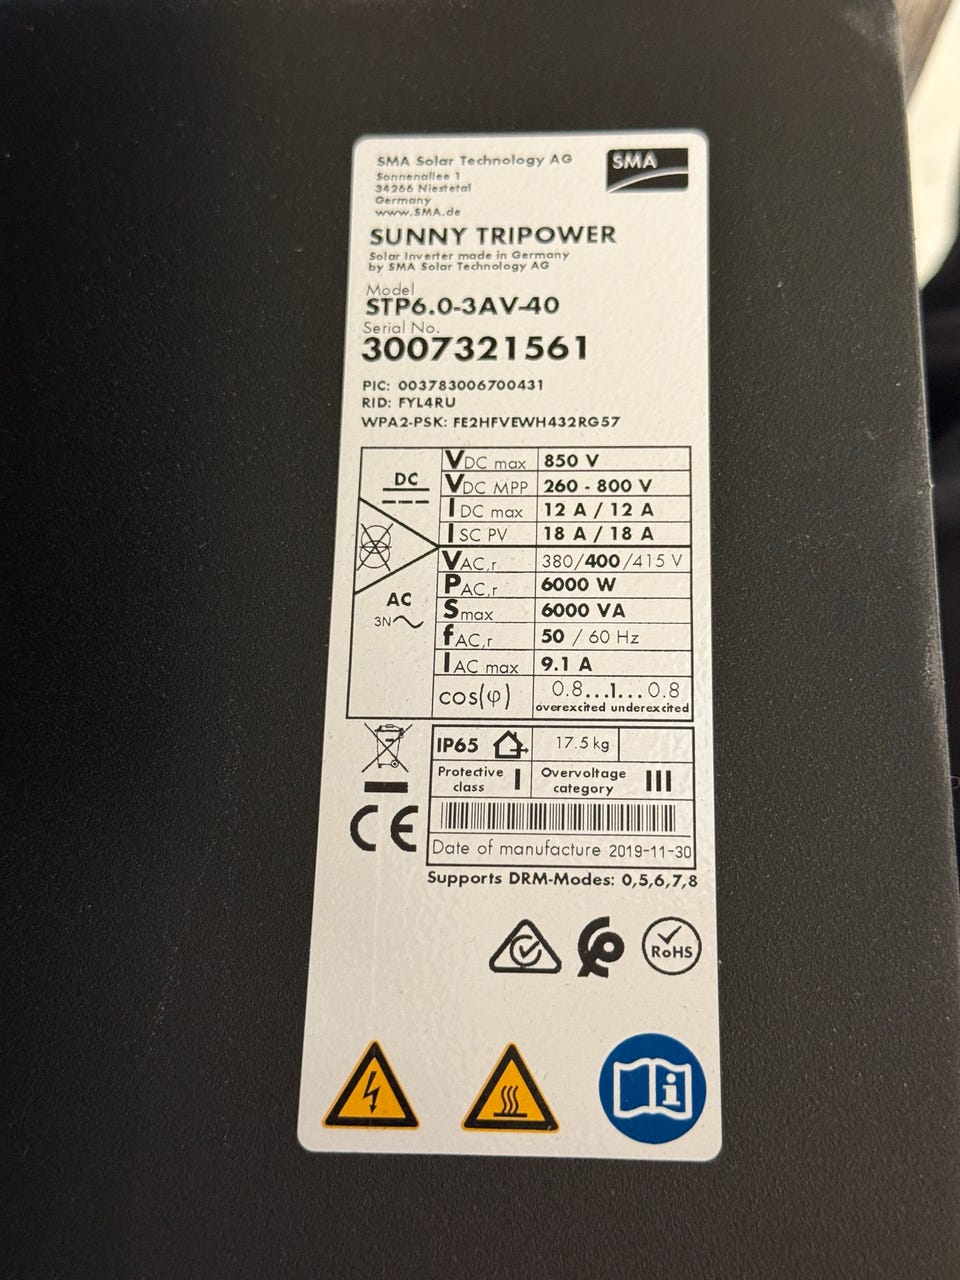 SMA Solar Technology AG
SMA
Sonnenallee 1
34266 Niestetal
Germany
www.SMA.de
SUNNY TRIPOWER
Solar Inverter made in Germany
by SMA Solar Technology AG
Model
STP6.0-3AV-40
Serial No.
3007321561
PIC: 003783006700431
RID: FYL4RU
WPA2-PSK: FE2HFVEWH432RG57
DC
VDC max 850 V
VDC MPP 260 - 800 V
IDC max 12 A / 12 A
ISC PV 18 A / 18 A
AC
3N
VAC,r 380/400/415 V
PAC,r 6000 W
Smax 6000 VA
fAC,r 50 / 60 Hz
IAC max 9.1 A
cos(φ) 0.8...1...0.8
overexcited underexcited
IP65 17.5 kg
Protective class I Overvoltage category III
CE
Date of manufacture 2019-11-30
Supports DRM-Modes: 0,5,6,7,8
RoHS
i